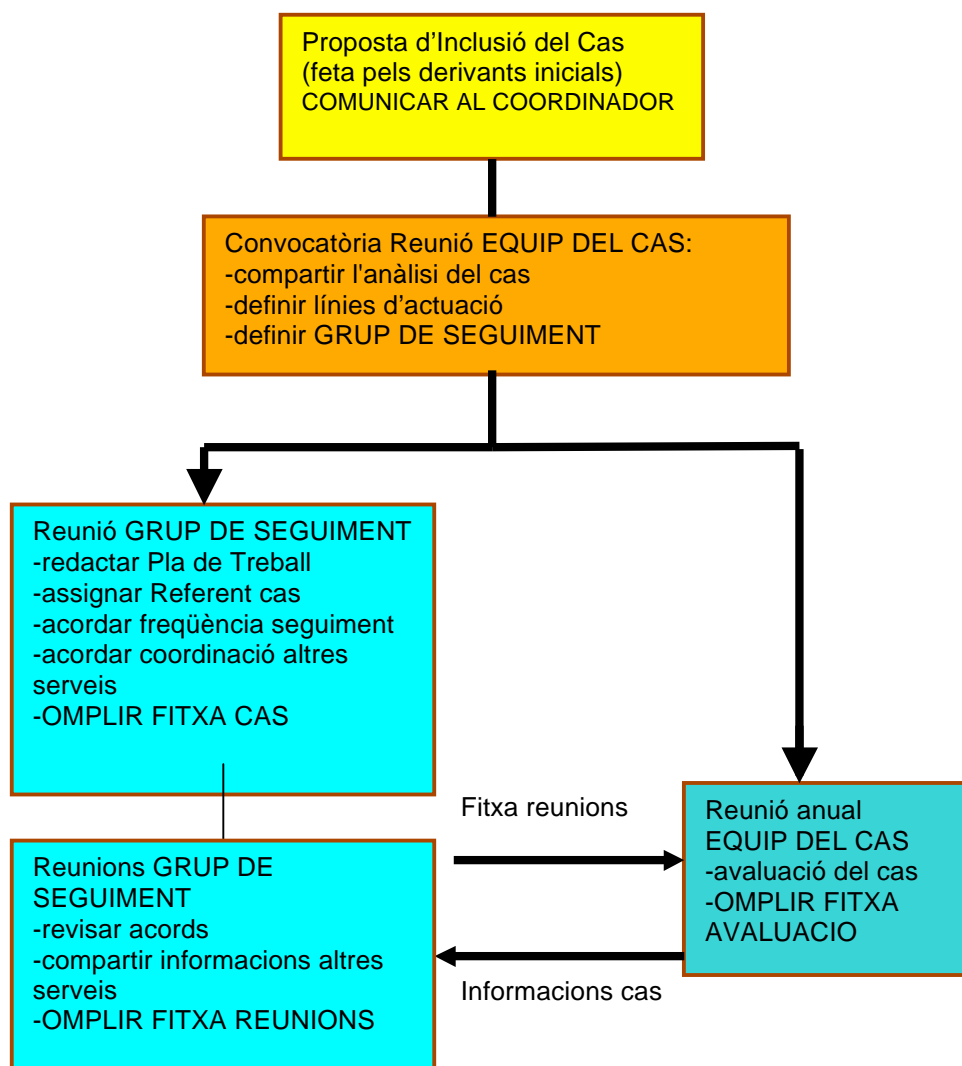 Proposta d’Inclusió del Cas
(feta pels derivants inicials)
COMUNICAR AL COORDINADOR
Convocatòria Reunió EQUIP DEL CAS:
-compartir l'anàlisi del cas
-definir línies d’actuació
-definir GRUP DE SEGUIMENT
Reunió GRUP DE SEGUIMENT
-redactar Pla de Treball
-assignar Referent cas
-acordar freqüència seguiment
-acordar coordinació altres
serveis
-OMPLIR FITXA CAS
Reunions GRUP DE
SEGUIMENT
-revisar acords
-compartir informacions altres
serveis
-OMPLIR FITXA REUNIONS
Fitxa reunions
Informacions cas
Reunió anual
EQUIP DEL CAS
-avaluació del cas
-OMPLIR FITXA
AVALUACIO